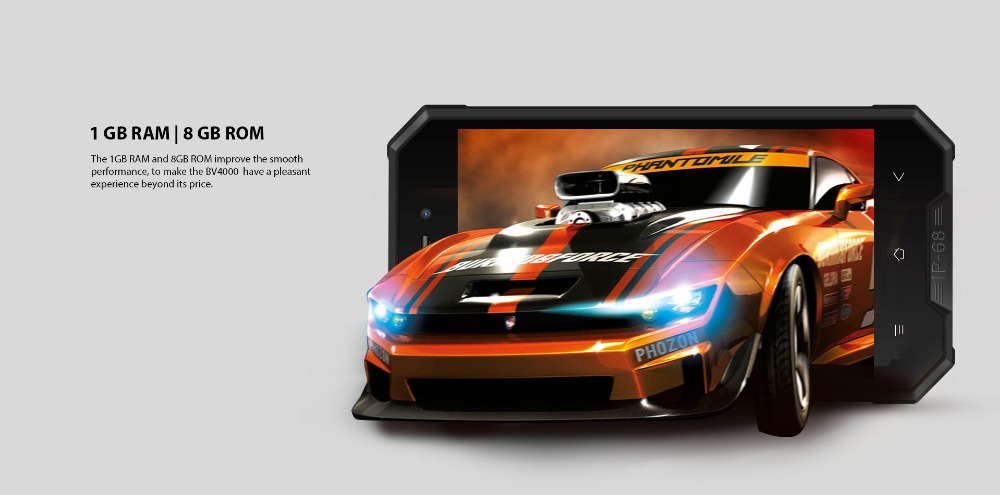 1 GB RAM | 8 GB ROM
The 1GB RAM and 8GB ROM improve the smooth
performance, to make the BV4000 have a pleasant
experience beyond its price.
PHANTOMILE
IP-68
PHOZON
PHOZON